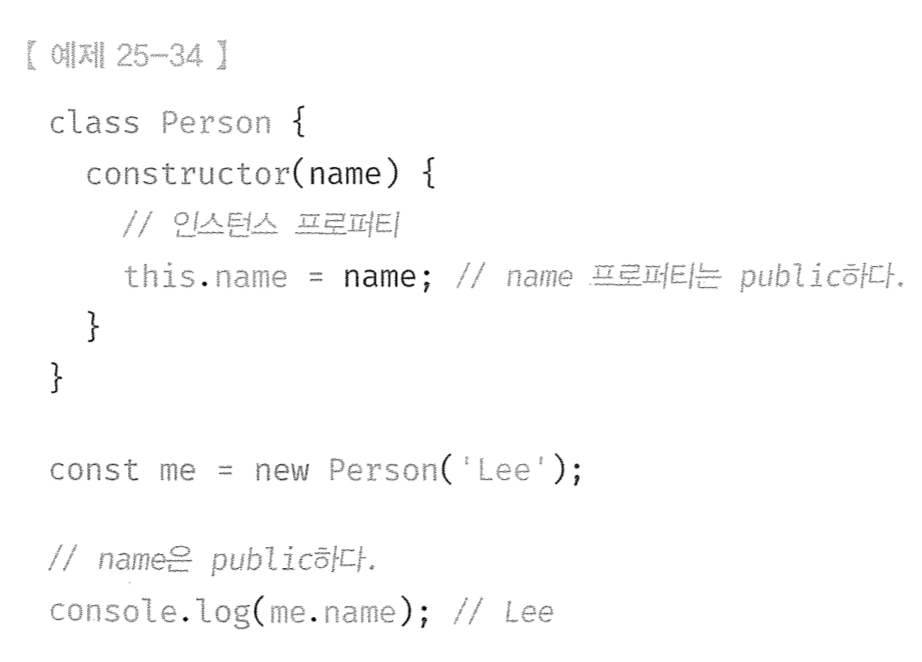 【 예제 25-34 】
class Person {
  constructor(name) {
    // 인스턴스 프로퍼티
    this.name = name; // name 프로퍼티는 public하다.
  }
}

const me = new Person('Lee');

// name은 public하다.
console.log(me.name); // Lee